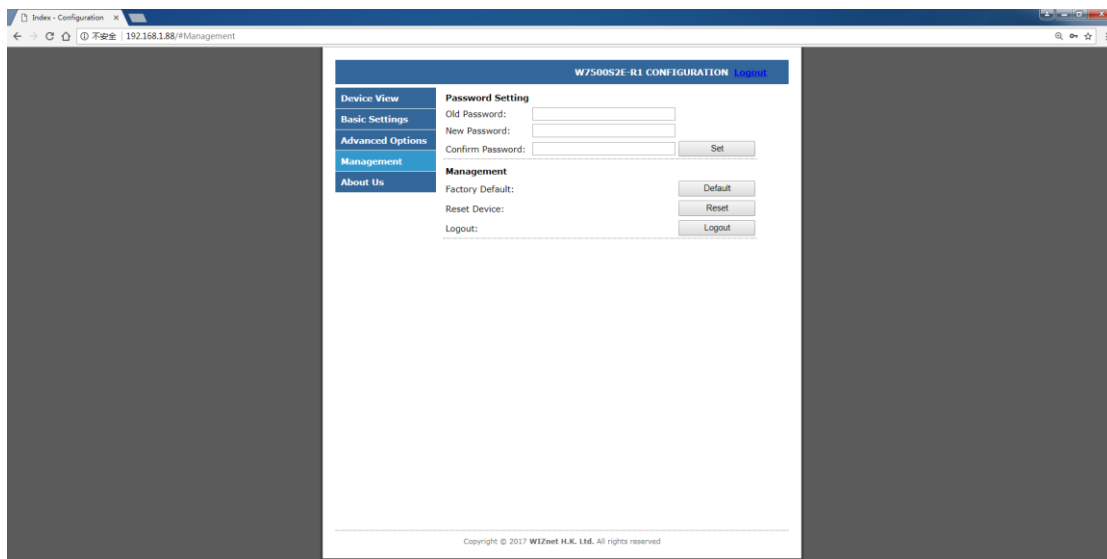 Index - Configuration
不安全 | 192.168.1.88/#Management
W7500S2E-R1 CONFIGURATION Logout
Device View
Basic Settings
Advanced Options
Management
About Us
Password Setting
Old Password:
New Password:
Confirm Password: Set
Management
Factory Default: Default
Reset Device: Reset
Logout: Logout
Copyright © 2017 WIZnet H.K. Ltd. All rights reserved